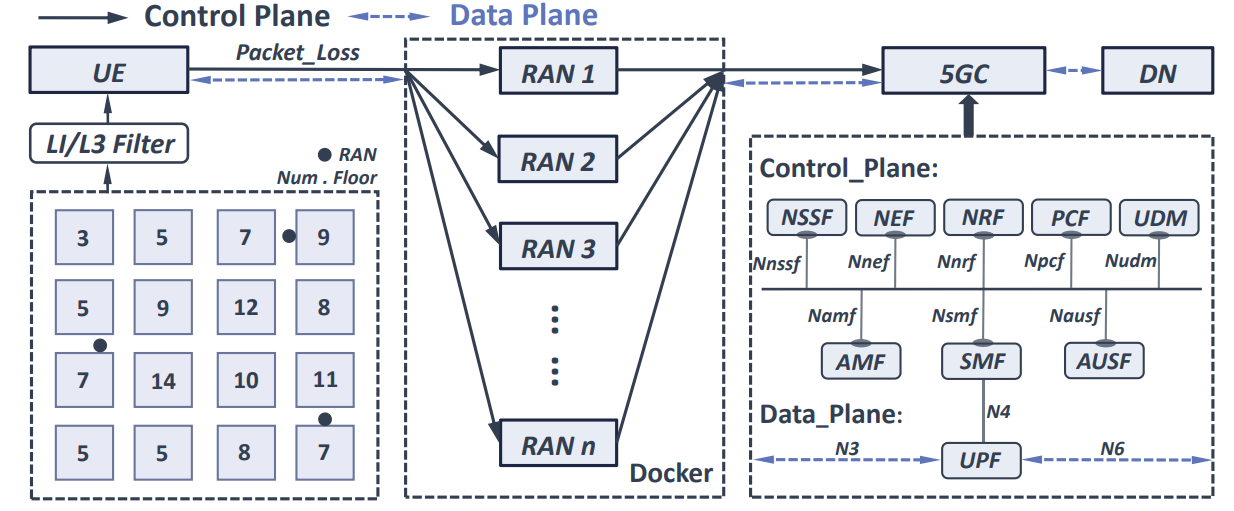 Control Plane
Data Plane
UE
Packet_Loss
RAN 1
5GC
DN
LI/L3 Filter
RAN
Num . Floor
RAN 2
RAN 3
RAN n
Docker
3 5 7 9
5 9 12 8
7 14 10 11
5 5 8 7
Control_Plane:
NSSF NEF NRF PCF UDM
Nnssf Nnef Nnrf Npcf Nudm
Namf Nsmf Nausf
AMF SMF AUSF
Data_Plane:
N4
N3
UPF
N6